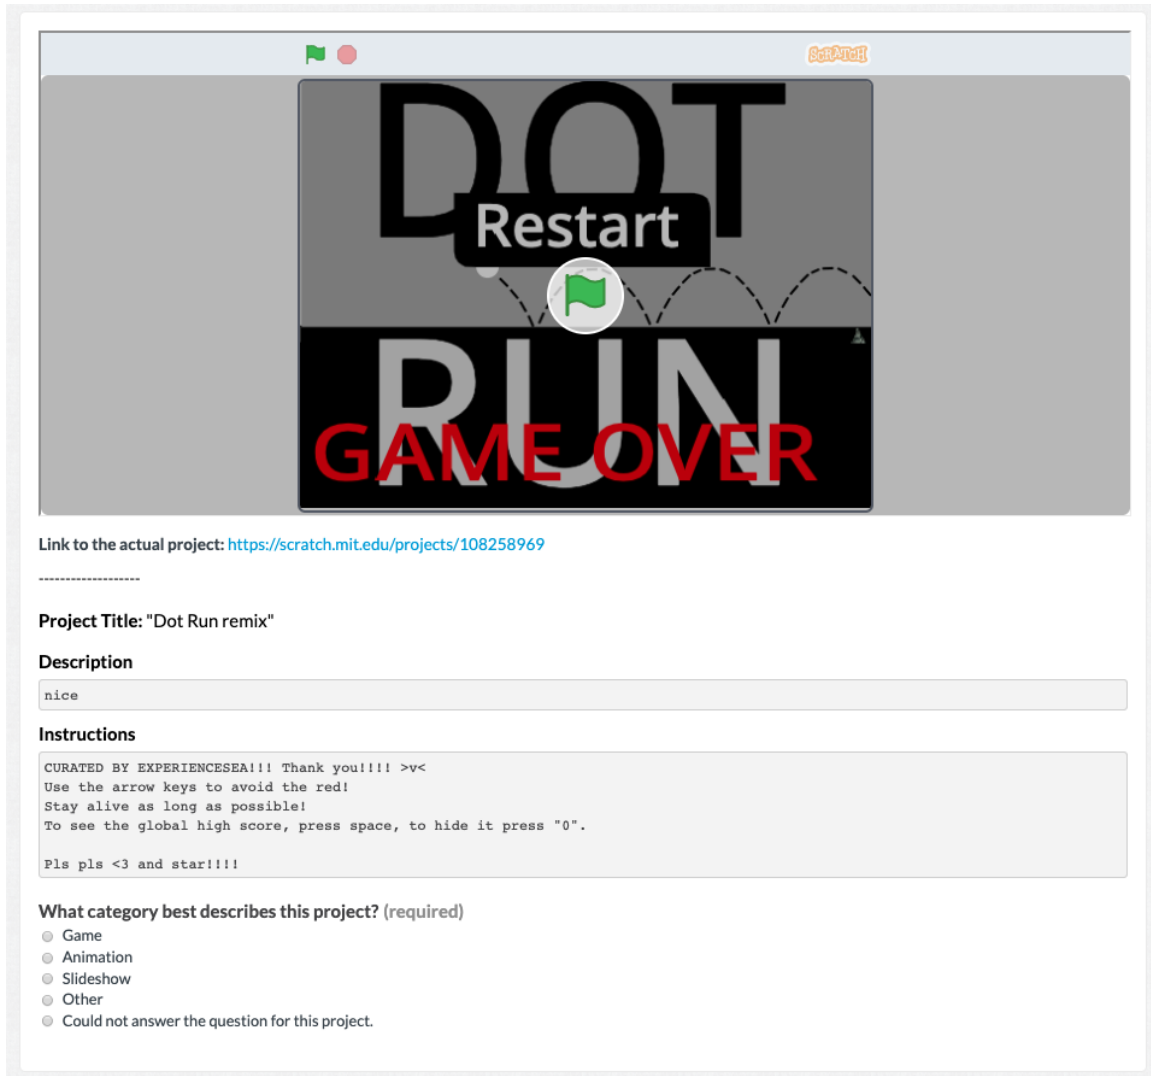 SCRATCH
DOT
Restart
RUN
GAME OVER
Link to the actual project: https://scratch.mit.edu/projects/108258969
-------------------
Project Title: "Dot Run remix"
Description
nice
Instructions
CURATED BY EXPERIENCESEA!!! Thank you!!!! >v<
Use the arrow keys to avoid the red!
Stay alive as long as possible!
To see the global high score, press space, to hide it press "0".
Pls pls <3 and star!!!!
What category best describes this project? (required)
Game
Animation
Slideshow
Other
Could not answer the question for this project.